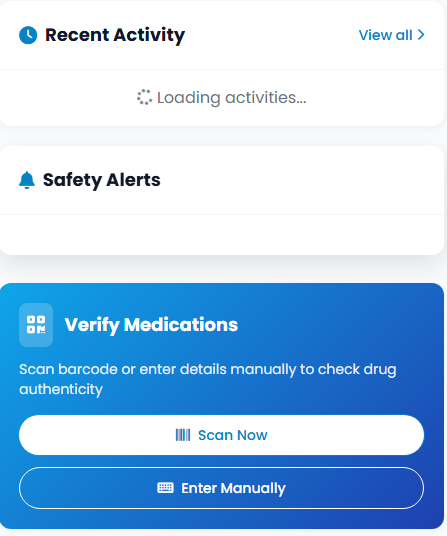 Recent Activity
View all
Loading activities...
Safety Alerts
Verify Medications
Scan barcode or enter details manually to check drug
authenticity
Scan Now
Enter Manually